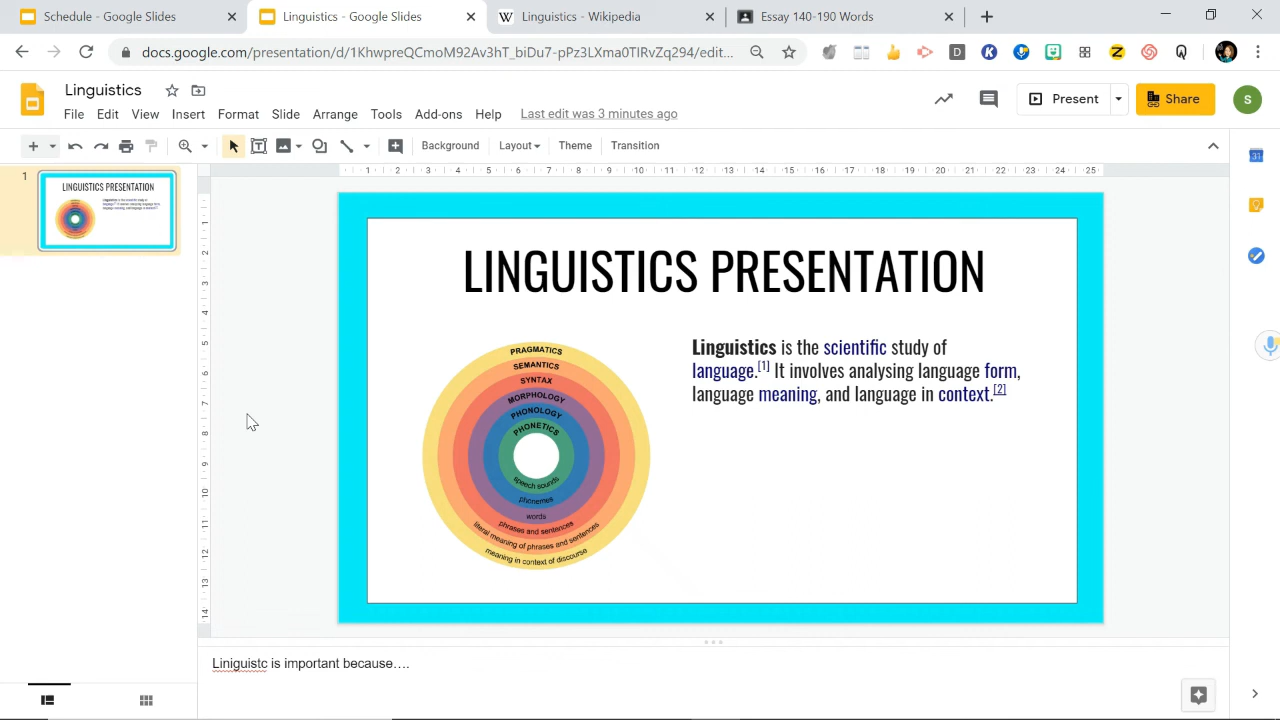 Schedule - Google Slides
Linguistics - Google Slides
Linguistics - Wikipedia
Essay 140-190 Words
docs.google.com/presentation/d/1KhwpreQCmoM92Av3hT_biDu7-pPz3LXma0TIRvZq294/edit...
Linguistics
File Edit View Insert Format Slide Arrange Tools Add-ons Help Last edit was 3 minutes ago
Present
Share
S
Background Layout Theme Transition
1
LINGUISTICS PRESENTATION
LINGUISTICS PRESENTATION
Linguistics is the scientific study of
language.[1] It involves analysing language form,
language meaning, and language in context.[2]
PRAGMATICS
SEMANTICS
SYNTAX
MORPHOLOGY
PHONOLOGY
PHONETICS
speech sounds
phonemes
words
phrases and sentences
literal meaning of phrases and sentences
meaning in context of discourse
Liniguistc is important because….